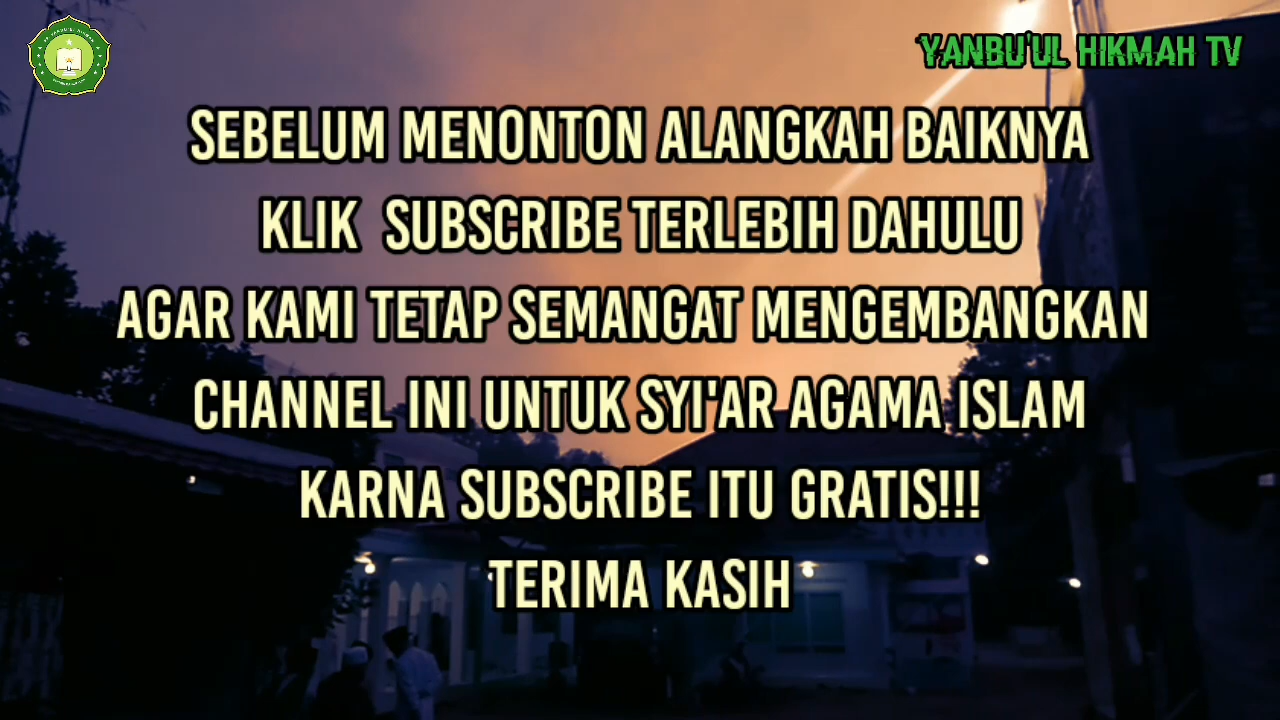 YANBU'UL HIKMAH TV
SEBELUM MENONTON ALANGKAH BAIKNYA
KLIK SUBSCRIBE TERLEBIH DAHULU
AGAR KAMI TETAP SEMANGAT MENGEMBANGKAN
CHANNEL INI UNTUK SYI'AR AGAMA ISLAM
KARNA SUBSCRIBE ITU GRATIS!!!
TERIMA KASIH